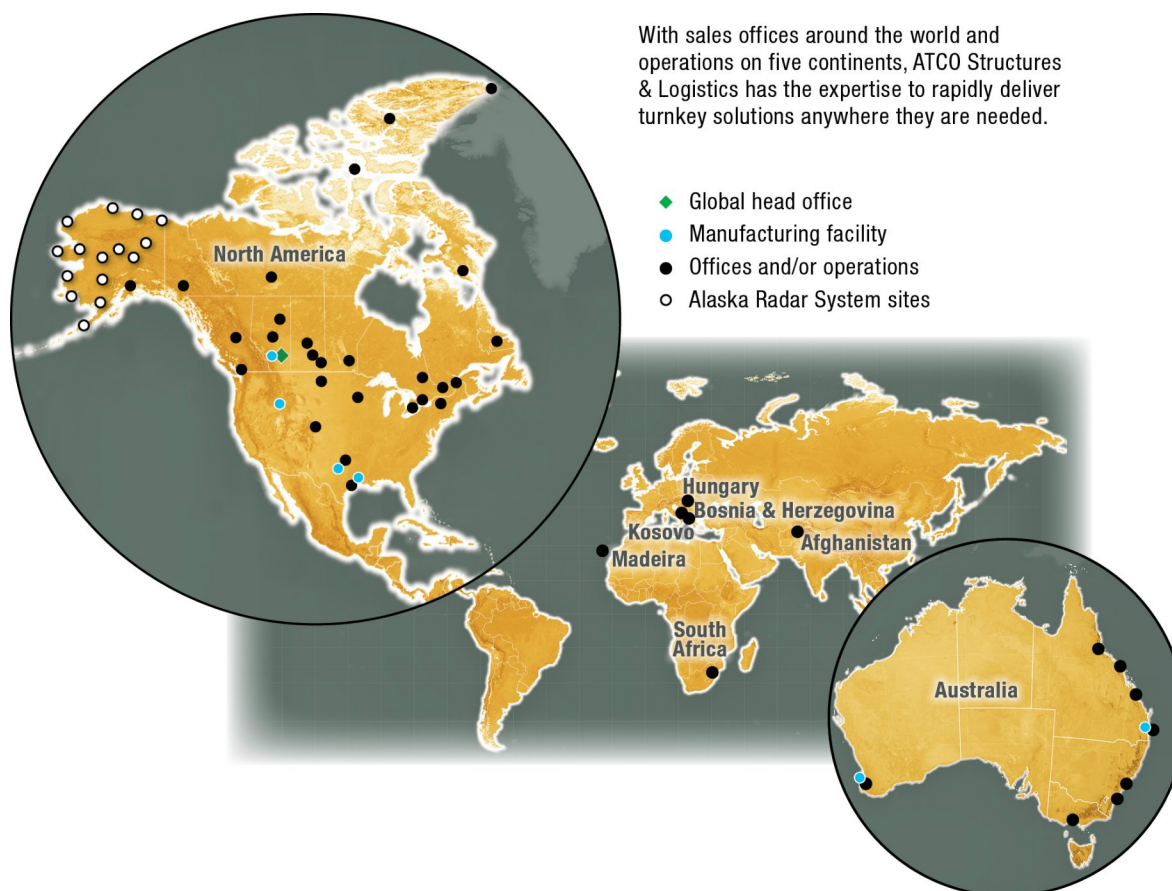 With sales offices around the world and
operations on five continents, ATCO Structures
& Logistics has the expertise to rapidly deliver
turnkey solutions anywhere they are needed.
Global head office
Manufacturing facility
Offices and/or operations
Alaska Radar System sites
North America
Hungary
Bosnia & Herzegovina
Kosovo
Afghanistan
Madeira
South
Africa
Australia